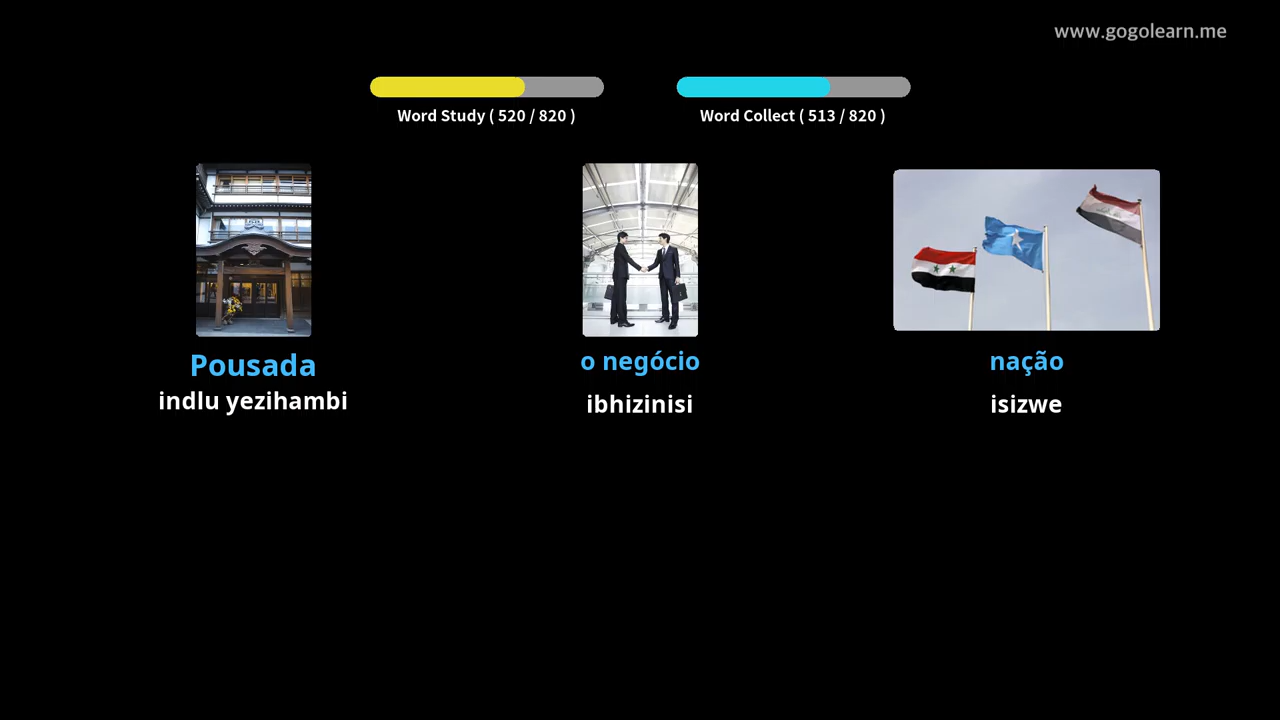 www.gogolearn.me
Word Study ( 520 / 820 )
Word Collect ( 513 / 820 )
Pousada
indlu yezihambi
o negócio
ibhizinisi
nação
isizwe